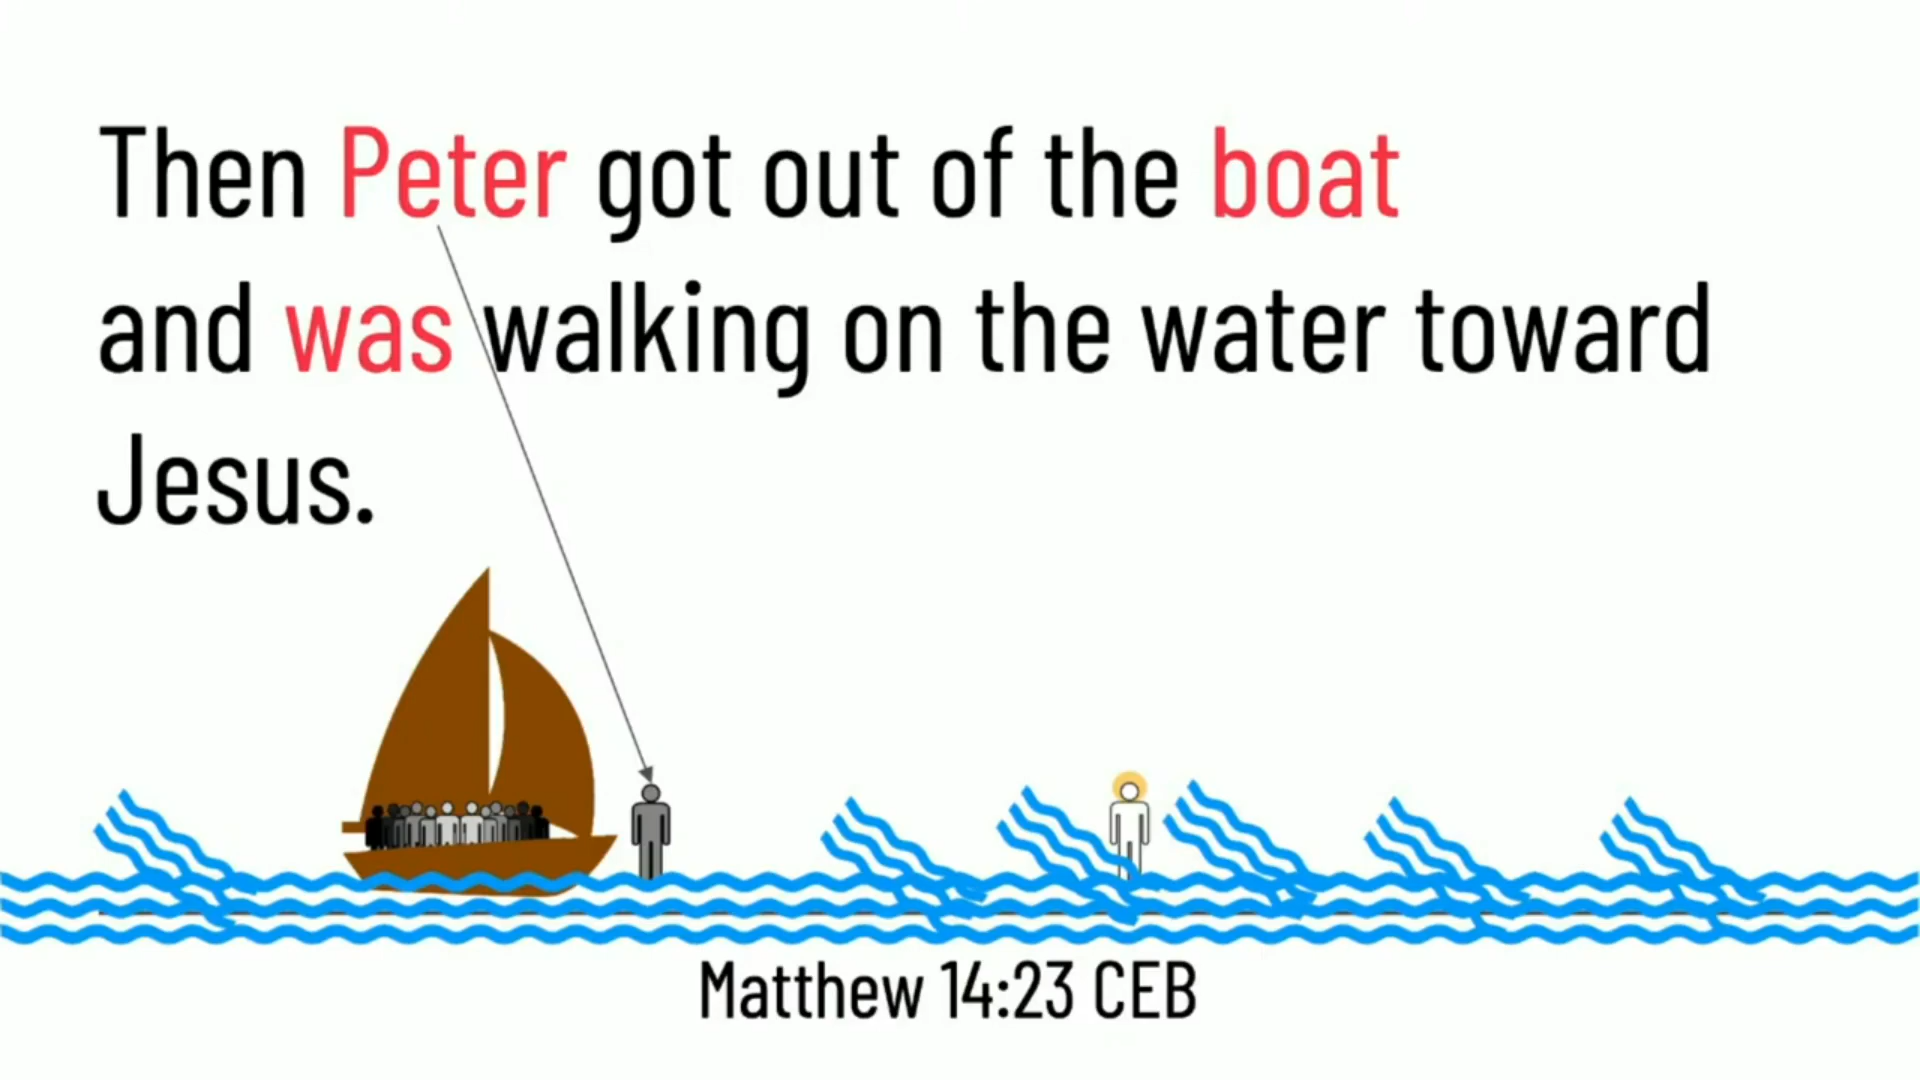 Then Peter got out of the boat
and was walking on the water toward
Jesus.
Matthew 14:23 CEB